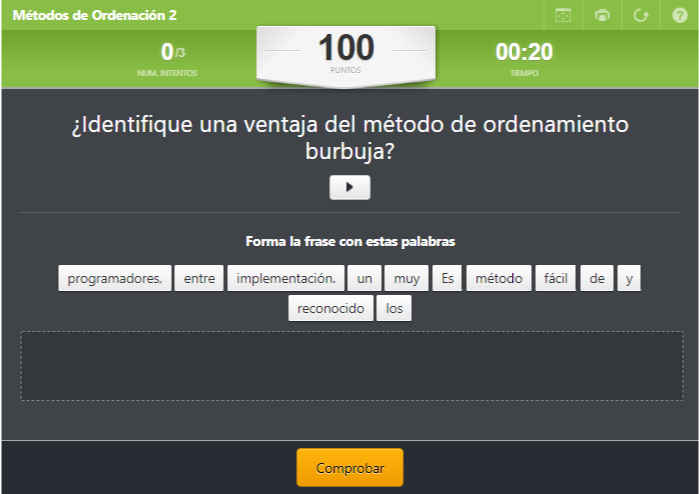 Métodos de Ordenación 2
0/3
NUM. INTENTOS
100
PUNTOS
00:20
TIEMPO
¿Identifique una ventaja del método de ordenamiento
burbuja?
Forma la frase con estas palabras
programadores, entre implementación. un muy Es método fácil de y
reconocido los
Comprobar